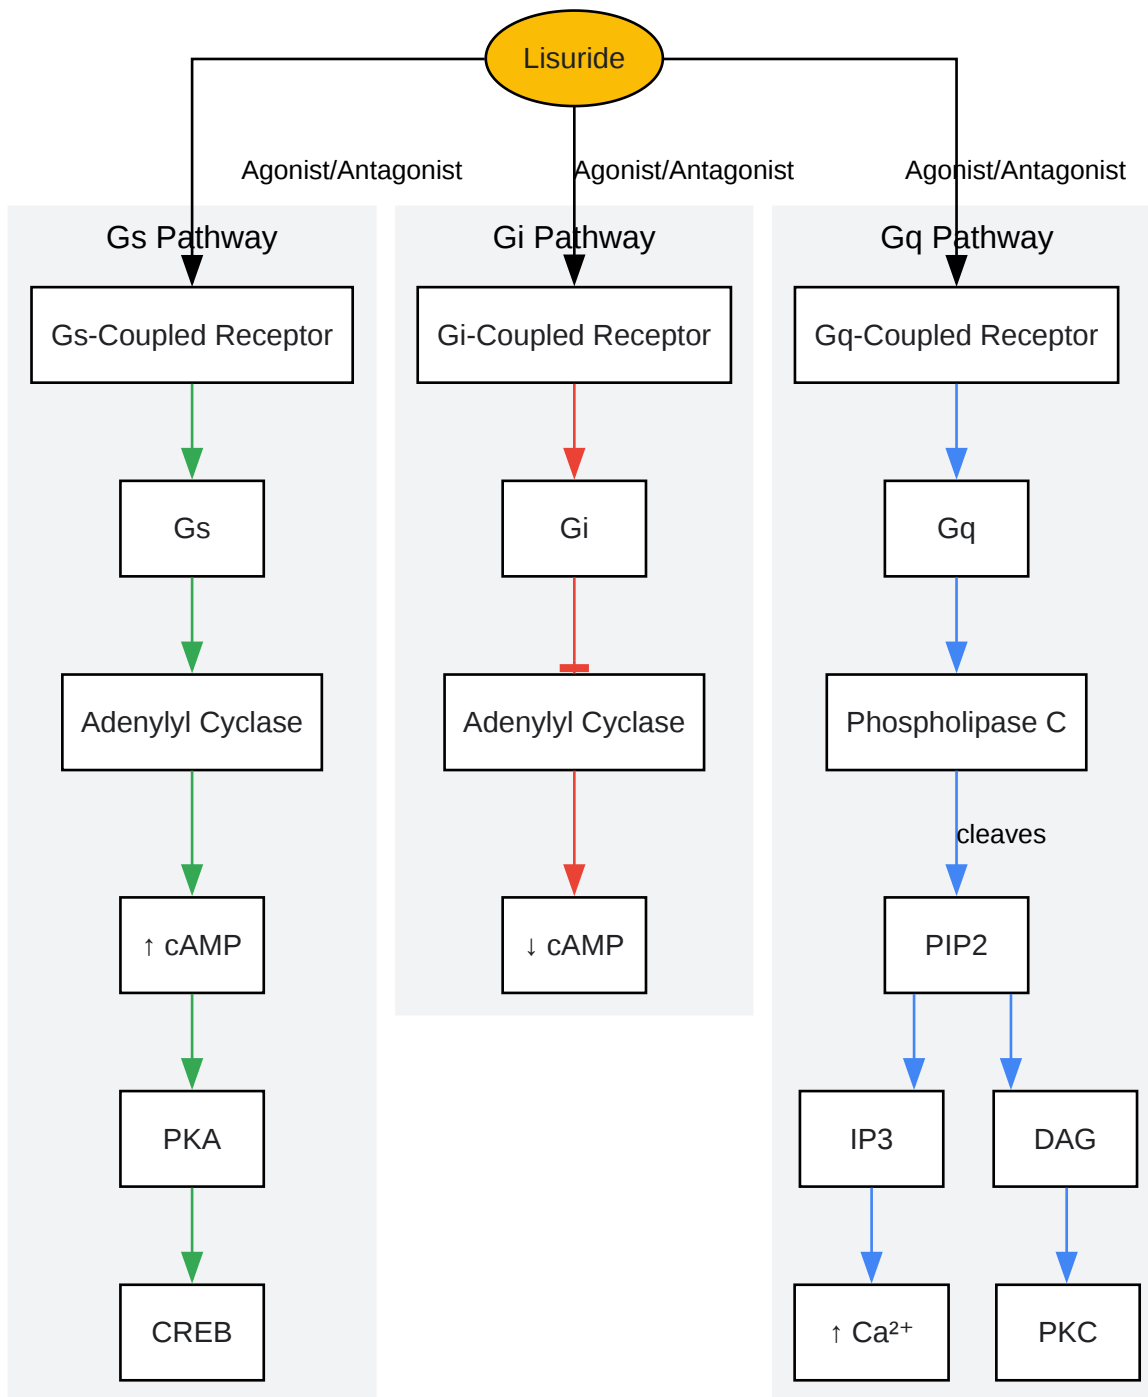 Lisuride
Agonist/Antagonist
Agonist/Antagonist
Agonist/Antagonist
Gs Pathway
Gi Pathway
Gq Pathway
Gs-Coupled Receptor
Gi-Coupled Receptor
Gq-Coupled Receptor
Gs
Gi
Gq
Adenylyl Cyclase
Adenylyl Cyclase
Phospholipase C
cleaves
↑ cAMP
↓ cAMP
PIP2
PKA
IP3
DAG
CREB
↑ Ca²⁺
PKC